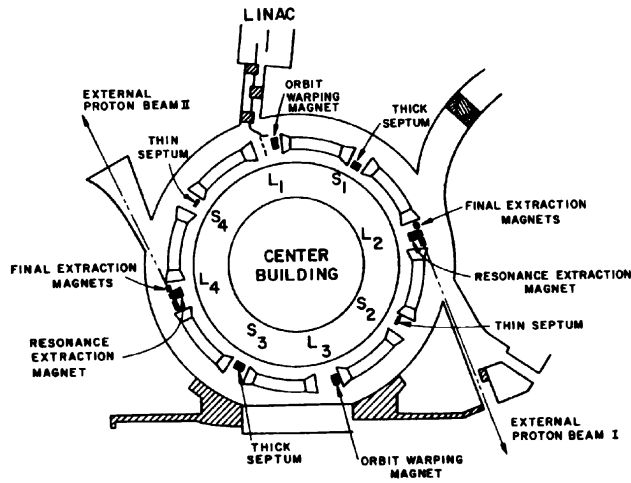 LINAC
EXTERNAL
PROTON BEAM II
ORBIT
WARPING
MAGNET
THICK
SEPTUM
THIN
SEPTUM
L1
S1
S4
L2
FINAL EXTRACTION
MAGNETS
CENTER
BUILDING
FINAL EXTRACTION
MAGNETS
L4
RESONANCE EXTRACTION
MAGNET
S2
THIN SEPTUM
S3
L3
RESONANCE
EXTRACTION
MAGNET
EXTERNAL
PROTON BEAM I
THICK
SEPTUM
ORBIT WARPING
MAGNET